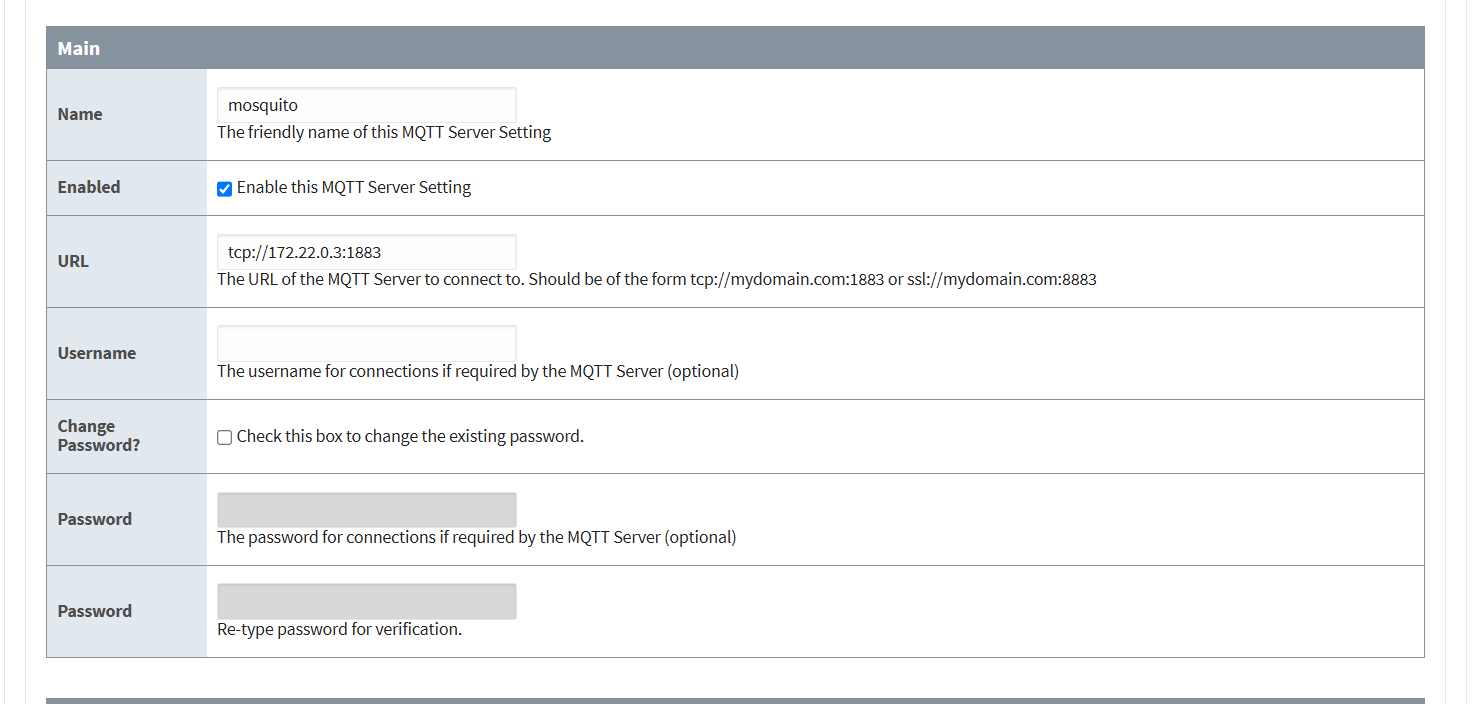 Main
Name
mosquito
The friendly name of this MQTT Server Setting
Enabled
Enable this MQTT Server Setting
URL
tcp://172.22.0.3:1883
The URL of the MQTT Server to connect to. Should be of the form tcp://mydomain.com:1883 or ssl://mydomain.com:8883
Username
The username for connections if required by the MQTT Server (optional)
Change
Password?
Check this box to change the existing password.
Password
The password for connections if required by the MQTT Server (optional)
Password
Re-type password for verification.